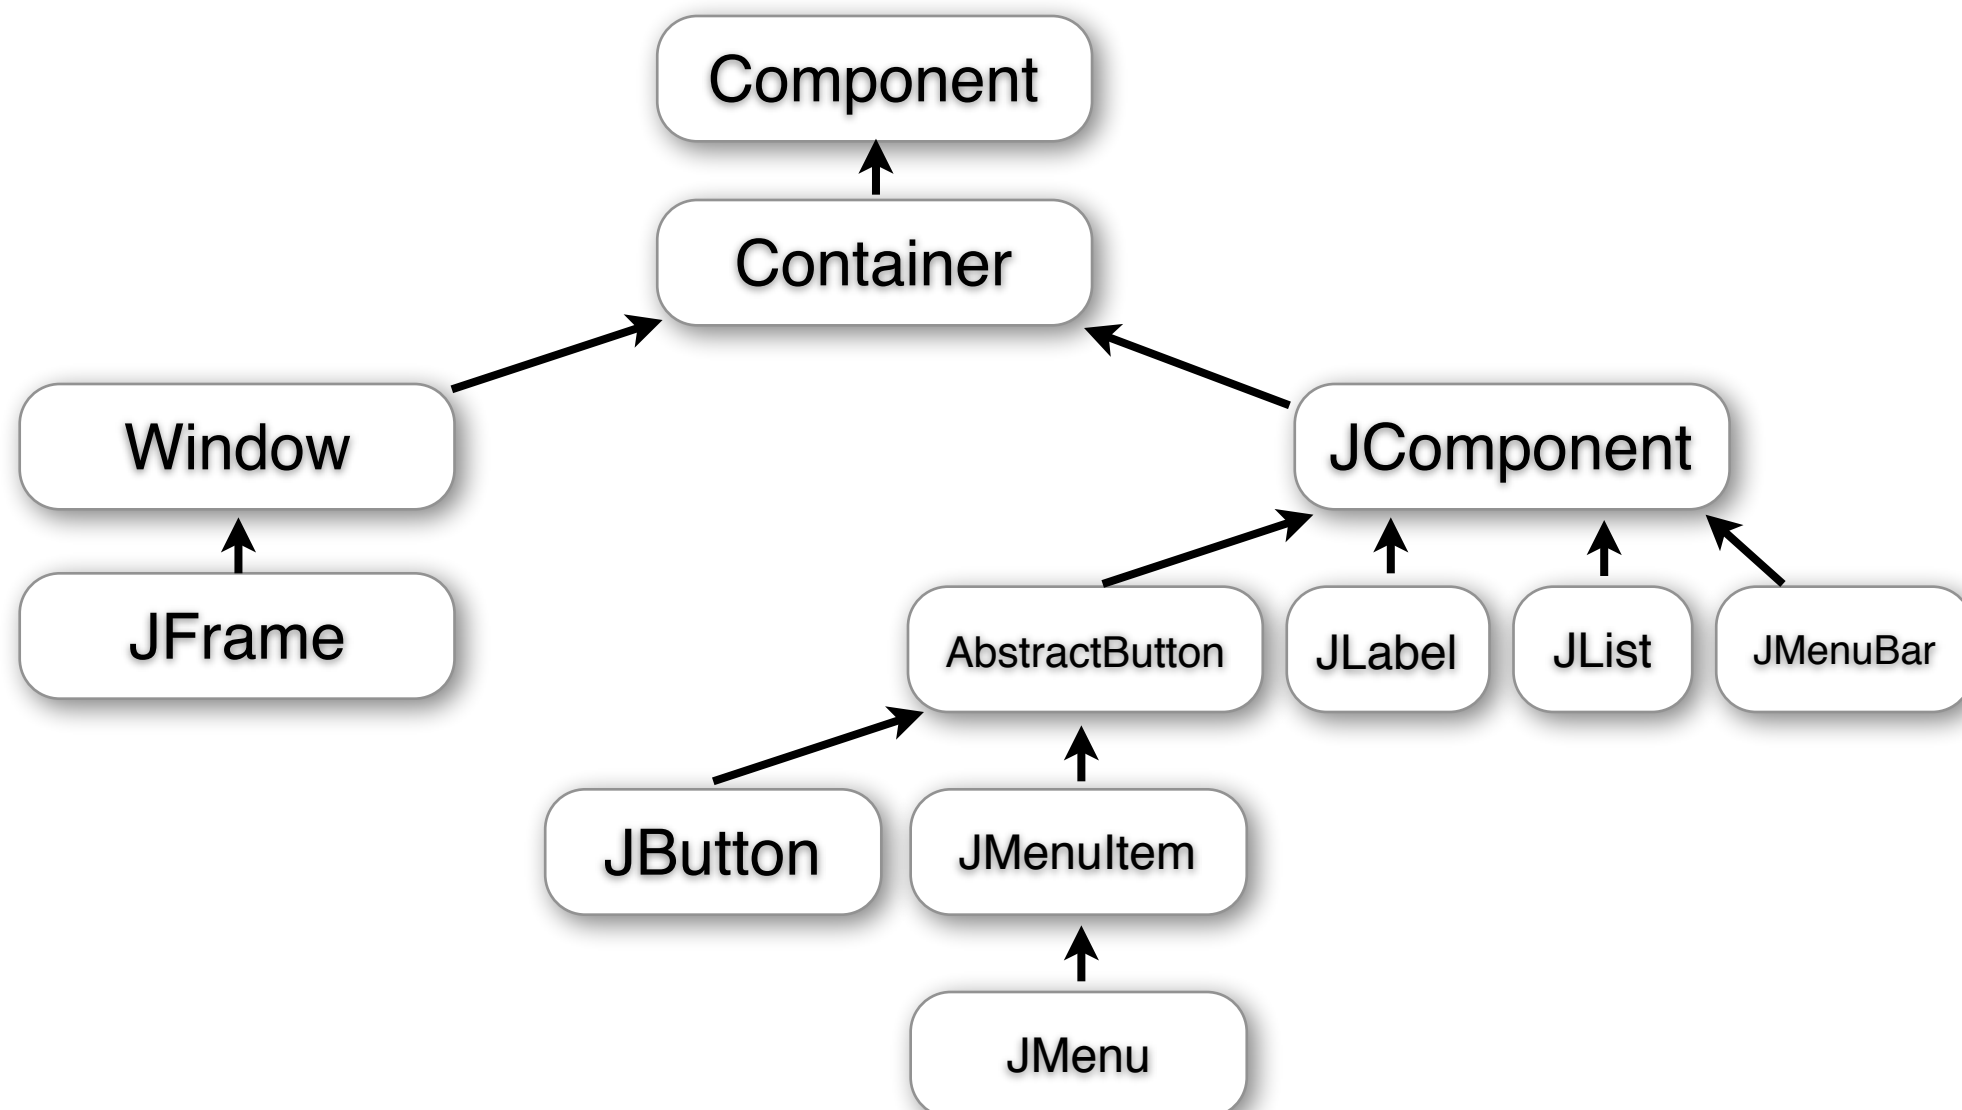 Component
Container
Window
JComponent
JFrame
AbstractButton
JLabel
JList
JMenuBar
JButton
JMenuItem
JMenu